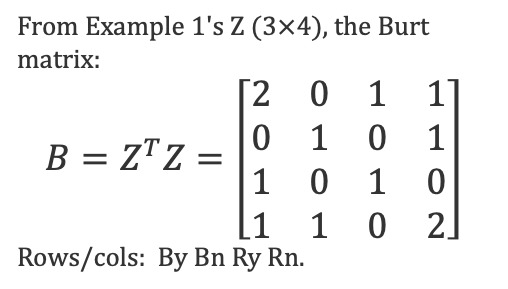 From Example 1's Z (3×4), the Burt
matrix:
B = ZᵀZ = [2 0 1 1
0 1 0 1
1 0 1 0
1 1 0 2]
Rows/cols: By Bn Ry Rn.